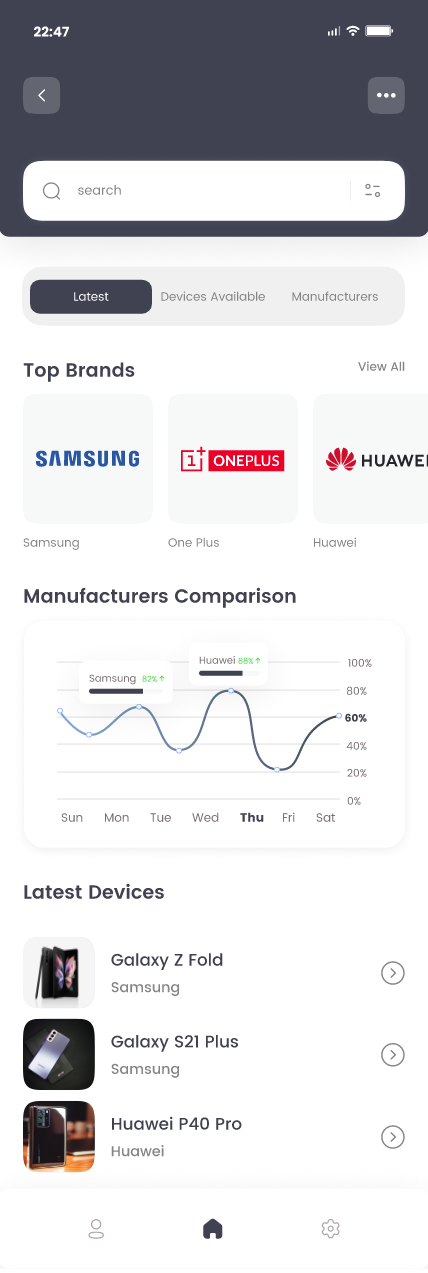 22:47
search
Latest Devices Available Manufacturers
Top Brands View All
SAMSUNG
1+ ONEPLUS
HUAWEI
Samsung One Plus Huawei
Manufacturers Comparison
Huawei 88%↑
100%
Samsung 82%↑
80%
60%
40%
20%
0%
Sun Mon Tue Wed Thu Fri Sat
Latest Devices
Galaxy Z Fold
Samsung
Galaxy S21 Plus
Samsung
Huawei P40 Pro
Huawei